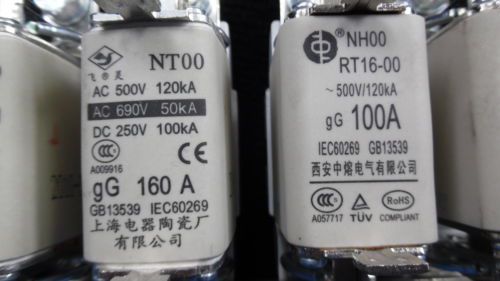 飞®灵
NT00
AC 500V 120kA
AC 690V 50kA
DC 250V 100kA
CCC
A009916
CE
gG 160 A
GB13539 IEC60269
上海电器陶瓷厂
有限公司
NH00
RT16-00
~500V/120kA
gG 100A
IEC60269 GB13539
西安中熔电气有限公司
CCC
A057717
TÜV
RoHS
COMPLIANT